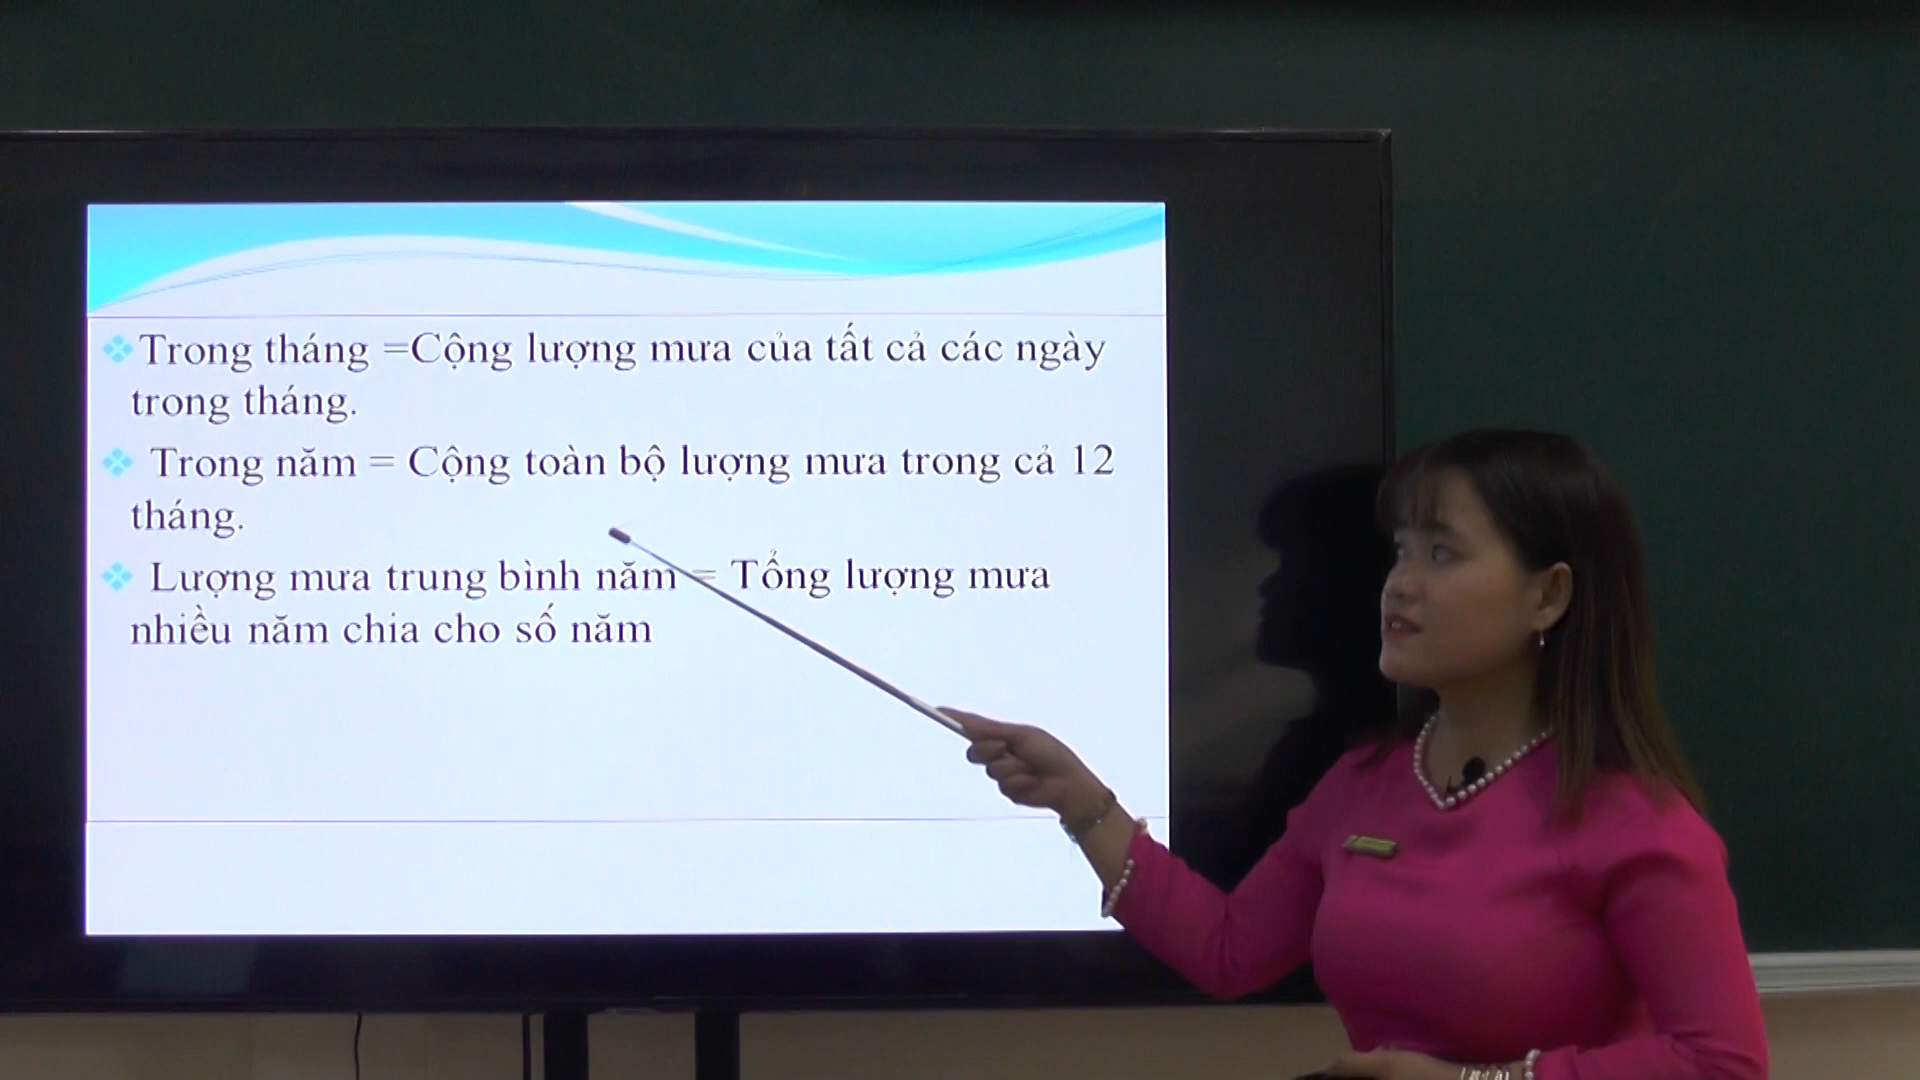 Trong tháng =Cộng lượng mưa của tất cả các ngày
trong tháng.
Trong năm = Cộng toàn bộ lượng mưa trong cả 12
tháng.
Lượng mưa trung bình năm = Tổng lượng mưa
nhiều năm chia cho số năm